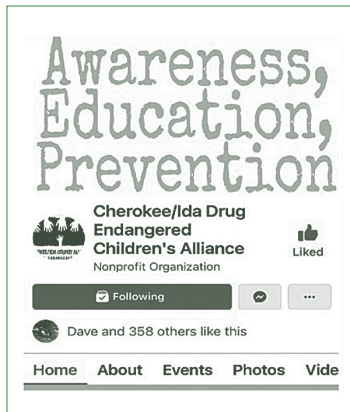 Awareness,
Education,
Prevention
Cherokee/Ida Drug
Endangered
Children's Alliance
Nonprofit Organization
Liked
Following
Dave and 358 others like this
Home About Events Photos Vide